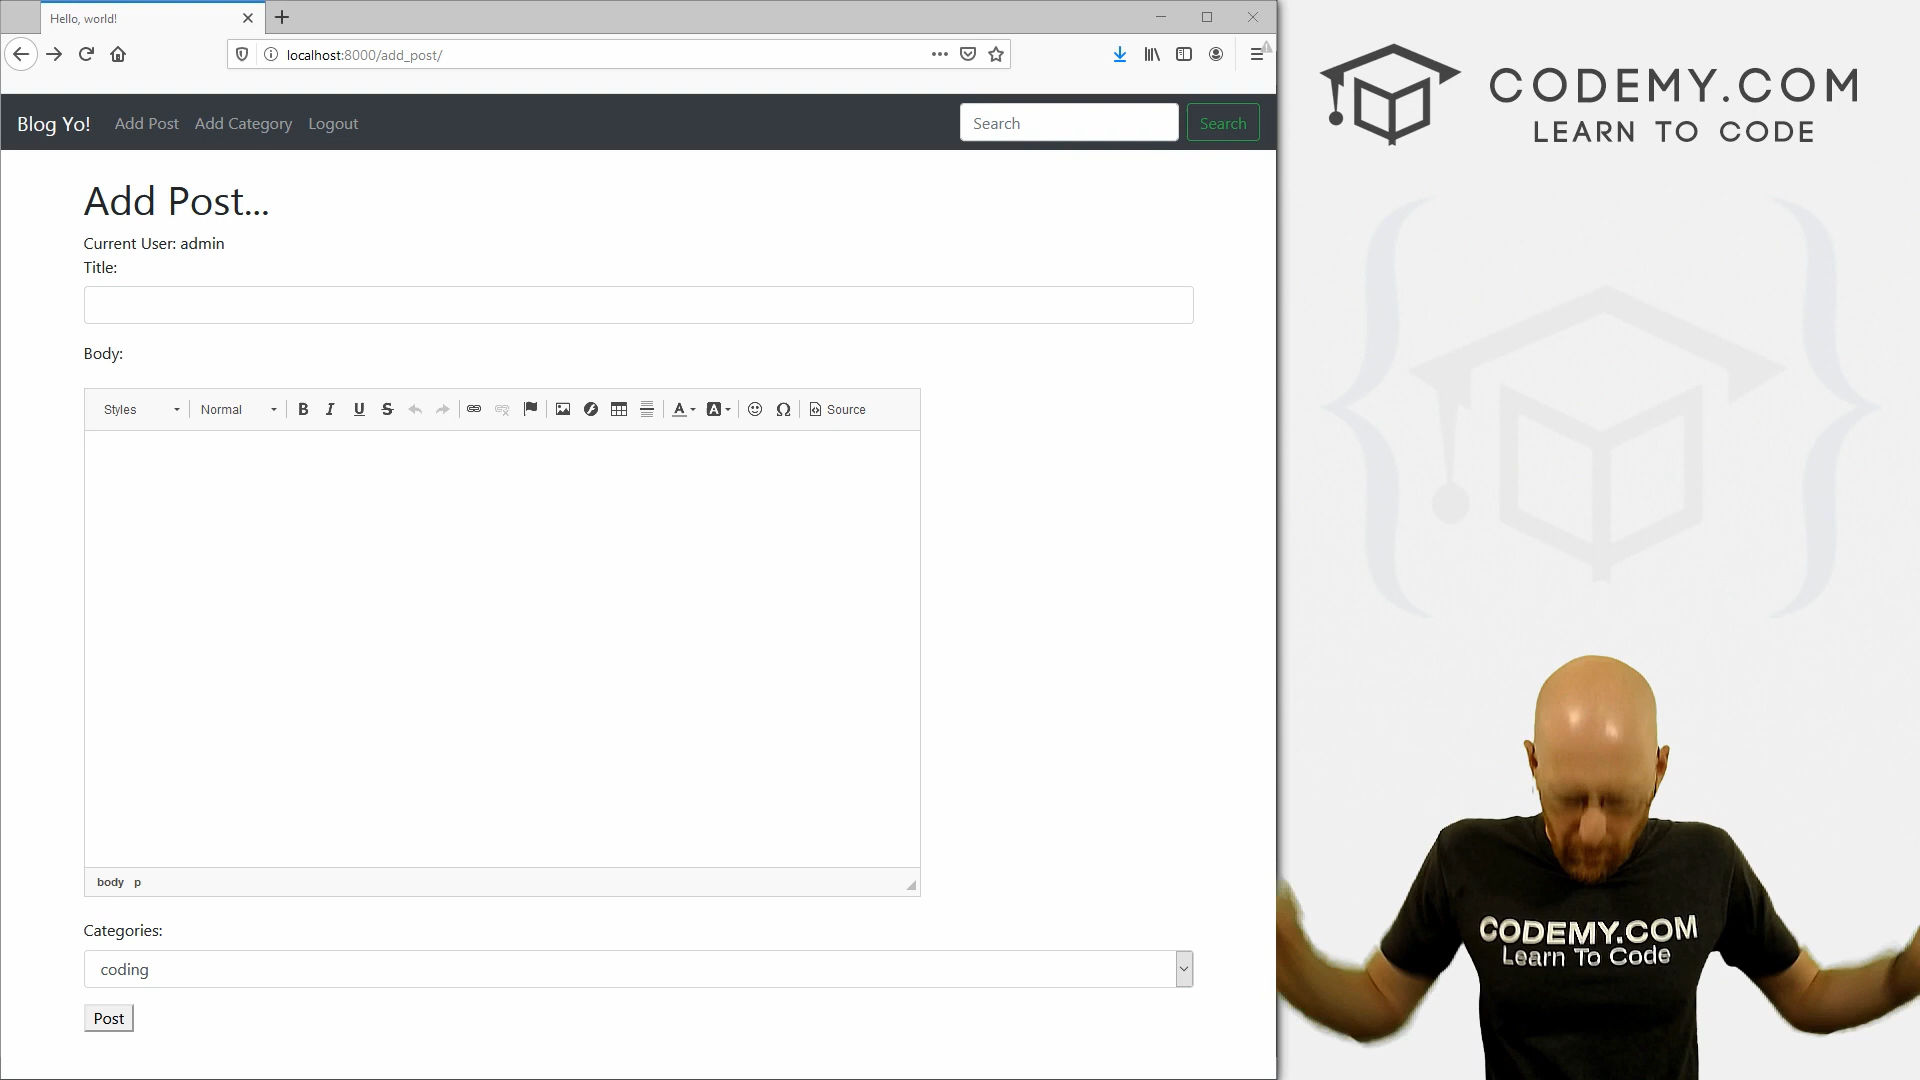 Hello, world!
localhost:8000/add_post/
Blog Yo! Add Post Add Category Logout
Search Search
Add Post...
Current User: admin
Title:
Body:
Styles Normal B I U S A A Ω Source
body p
Categories:
coding
Post
CODEMY.COM
LEARN TO CODE
CODEMY.COM
Learn To Code